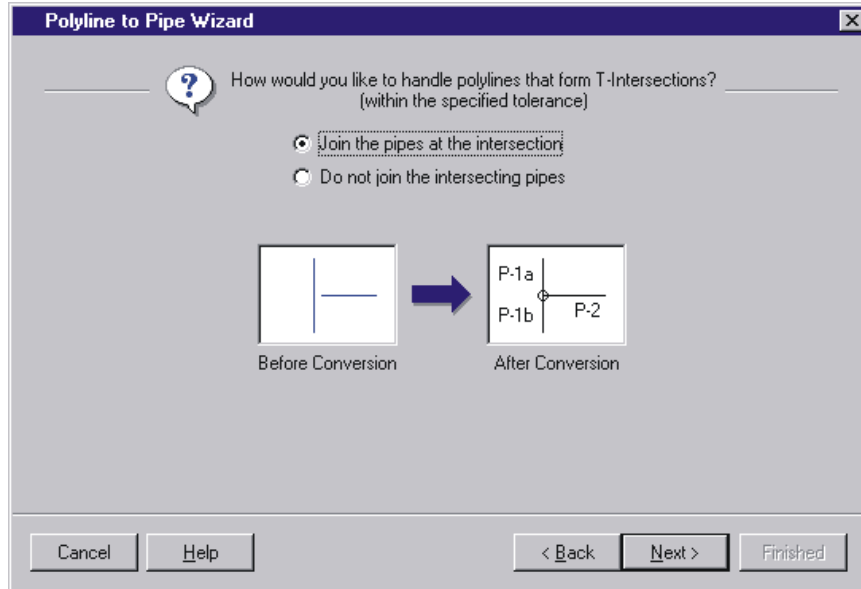 Polyline to Pipe Wizard
How would you like to handle polylines that form T-Intersections?
(within the specified tolerance)
Join the pipes at the intersection
Do not join the intersecting pipes
P-1a
P-1b
P-2
Before Conversion
After Conversion
Cancel
Help
< Back
Next >
Finished